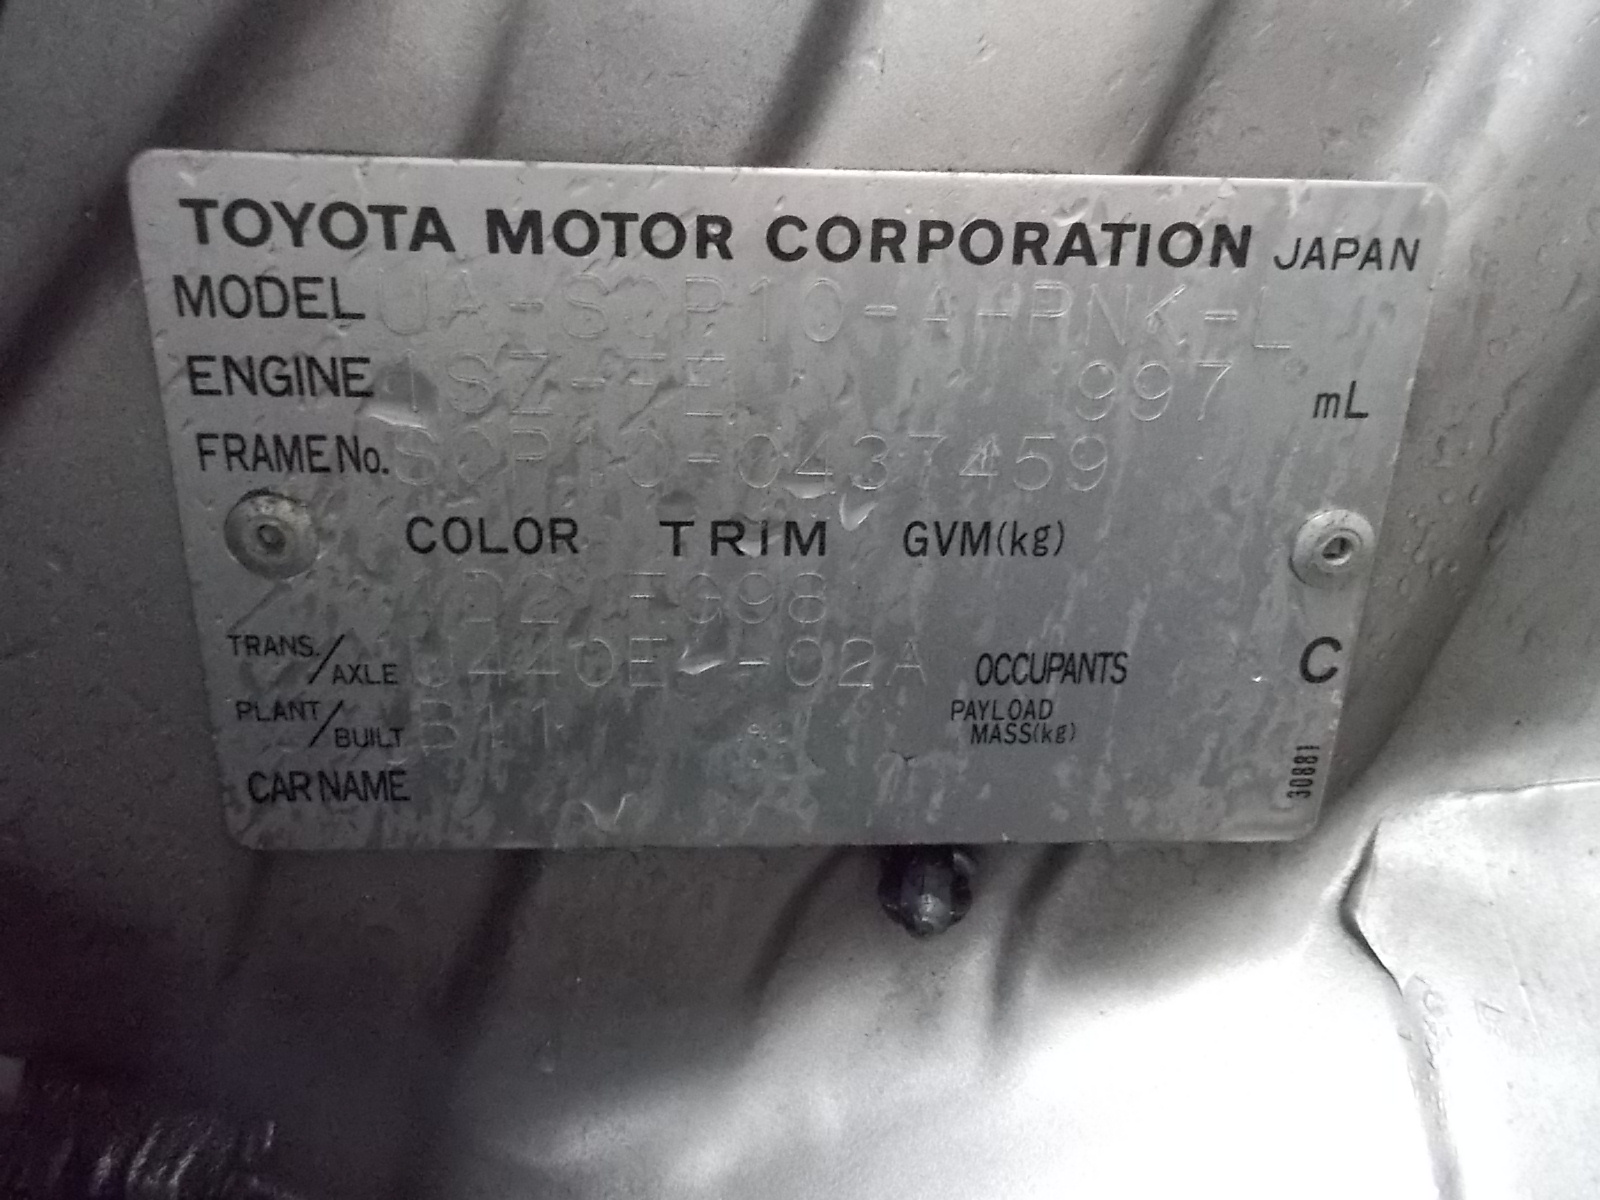 TOYOTA MOTOR CORPORATION JAPAN
MODEL UA-SCP10-AHPNK-L
ENGINE 1SZ-FE 997 mL
FRAME No. SCP10-0437459
COLOR TRIM GVM(kg)
1D2 FG98
TRANS./AXLE U440E -02A OCCUPANTS C
PLANT/BUILT B11 PAYLOAD MASS(kg)
CAR NAME
30881